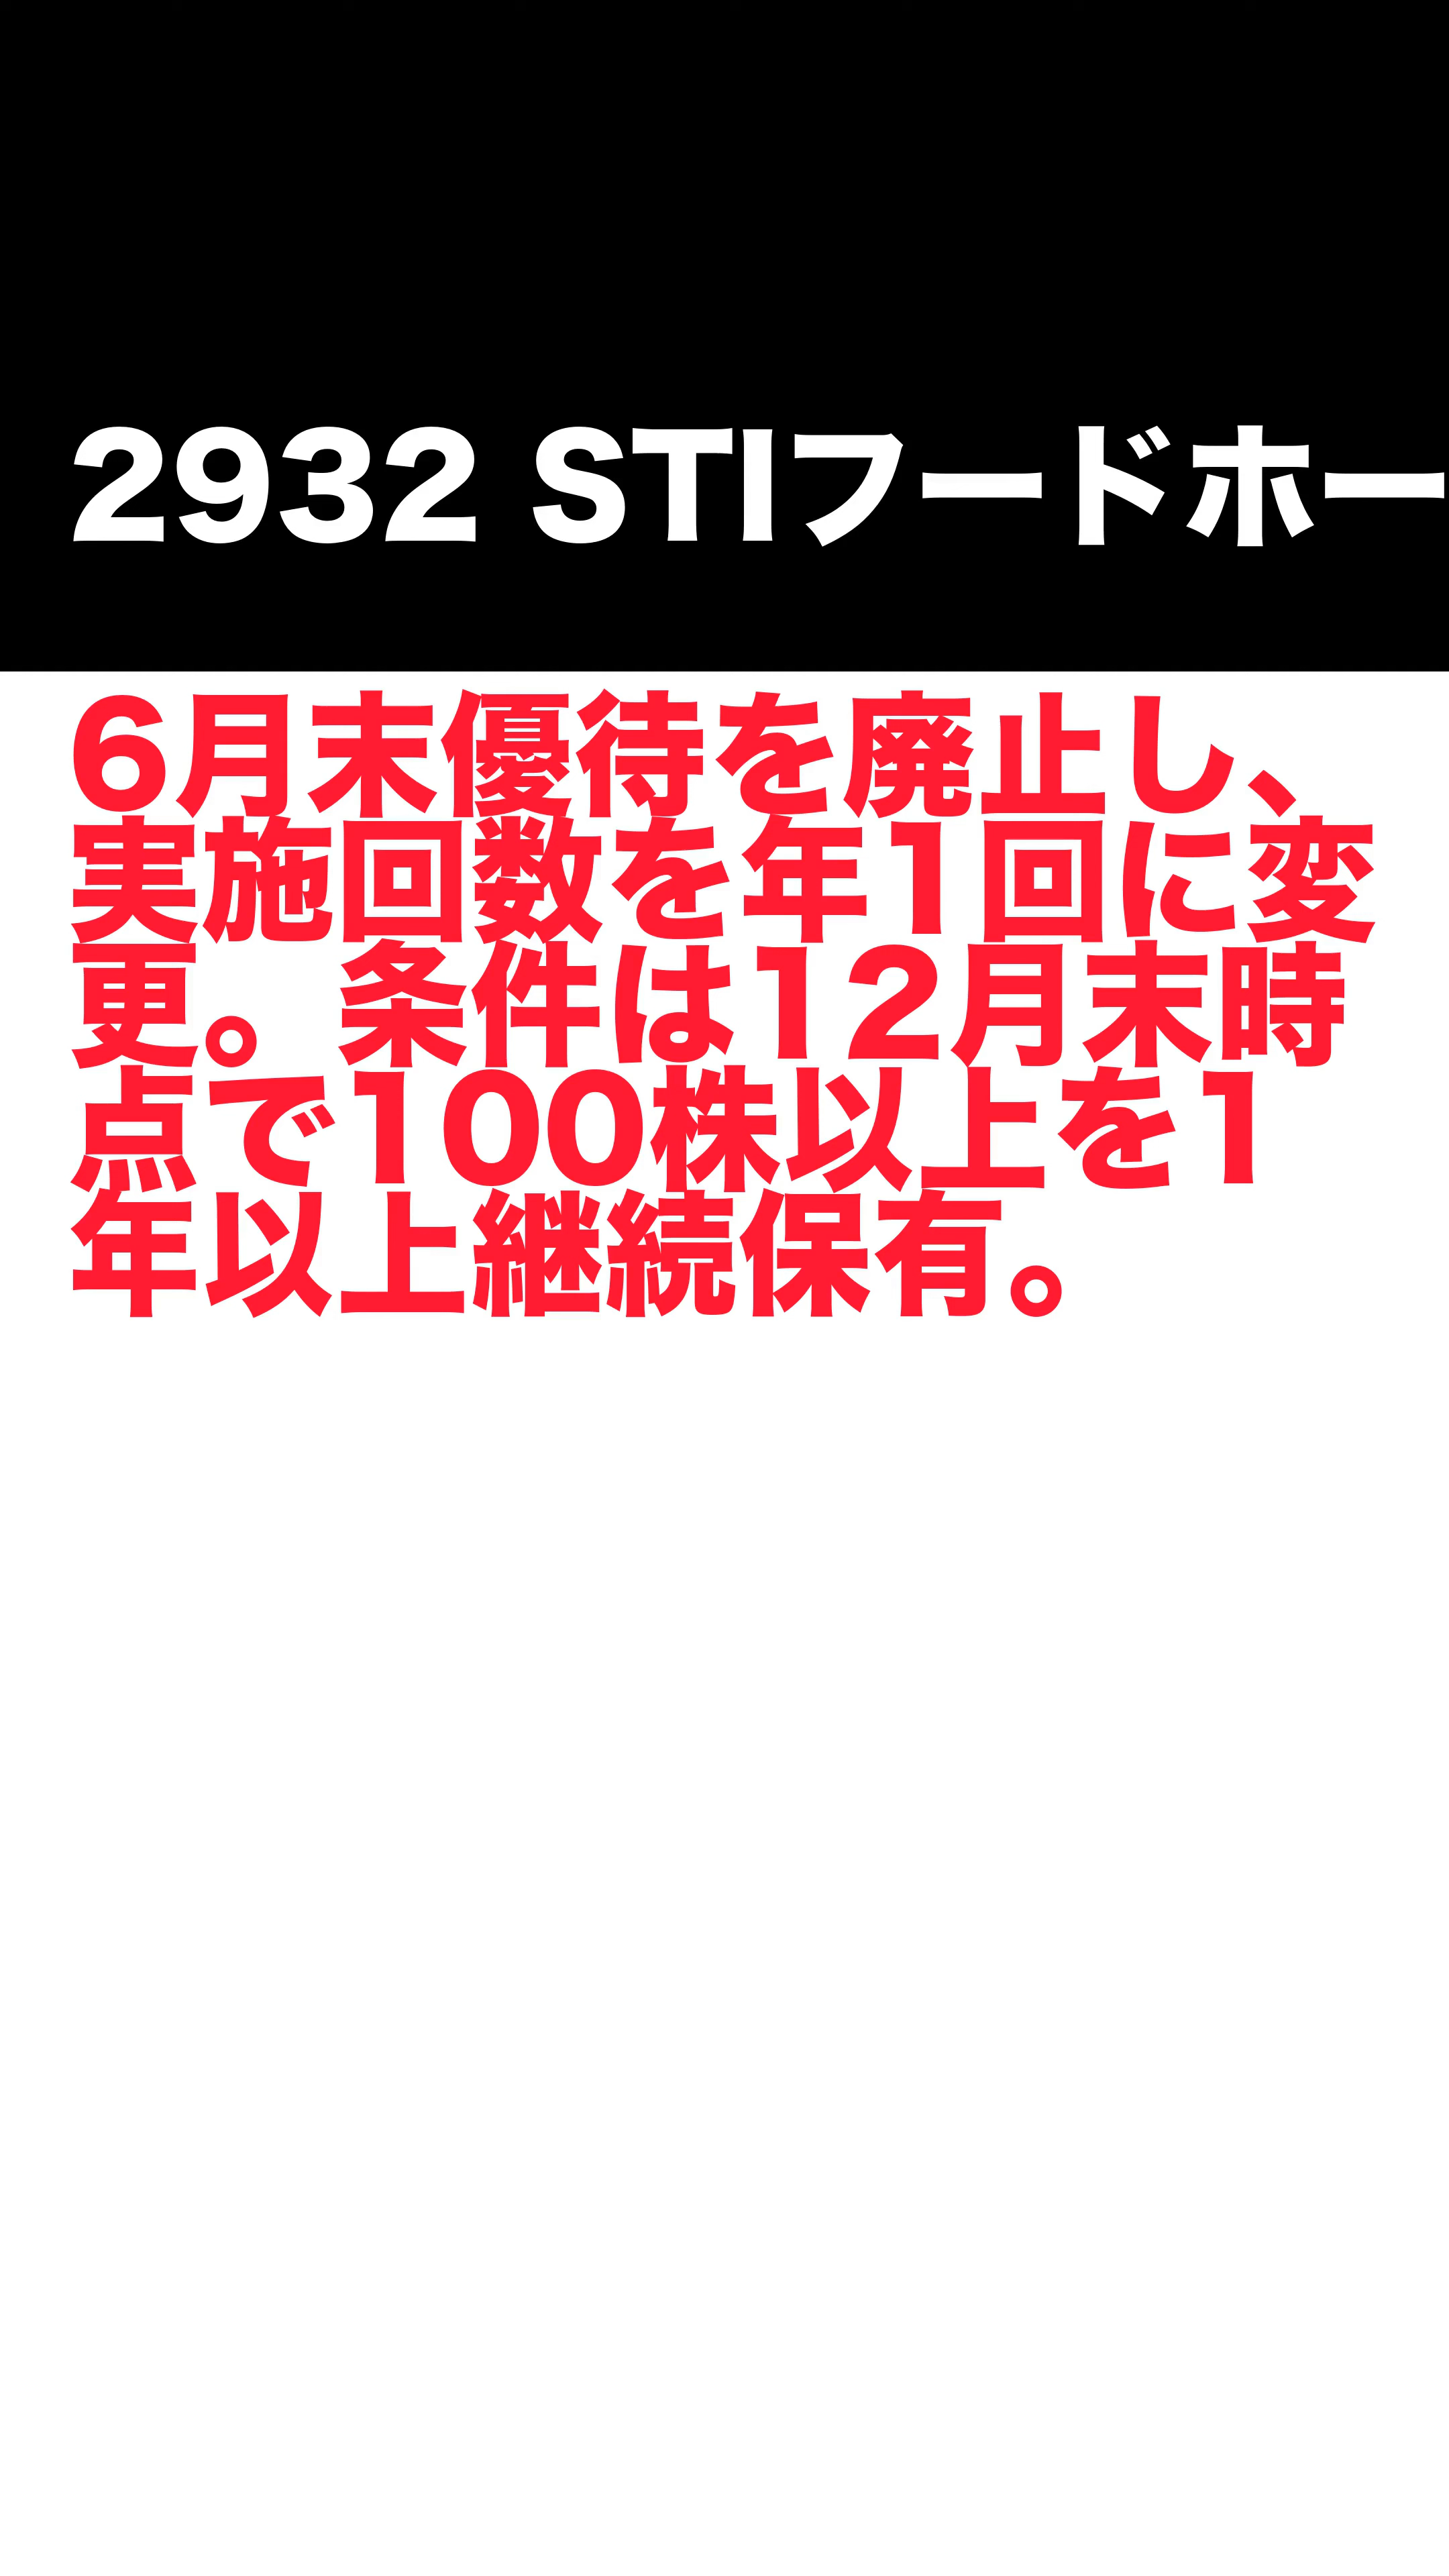 2932 STIフードホー
6月末優待を廃止し、
実施回数を年1回に変
更。条件は12月末時
点で100株以上を1
年以上継続保有。